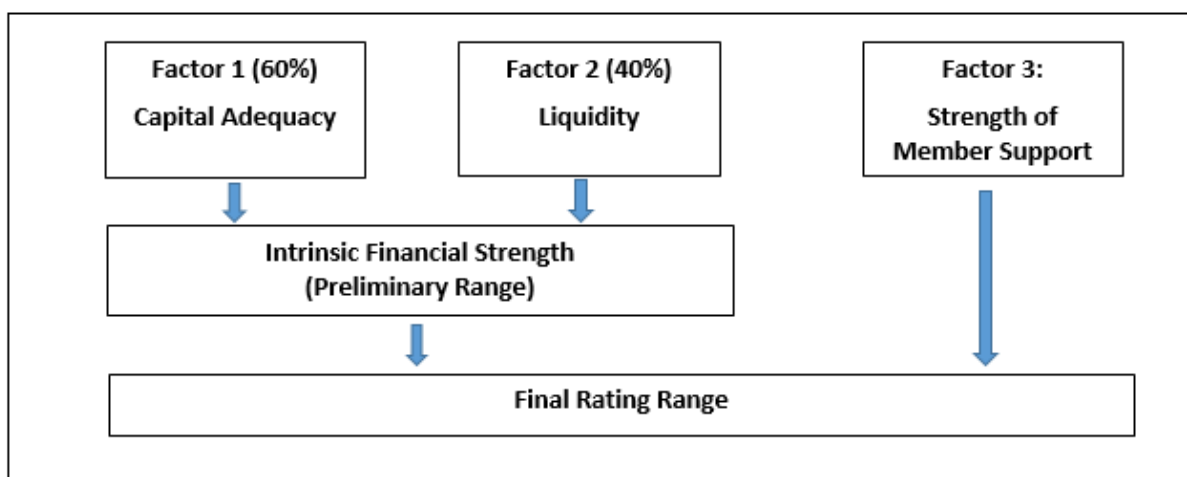 Factor 1 (60%)
Capital Adequacy
Factor 2 (40%)
Liquidity
Factor 3:
Strength of
Member Support
Intrinsic Financial Strength
(Preliminary Range)
Final Rating Range